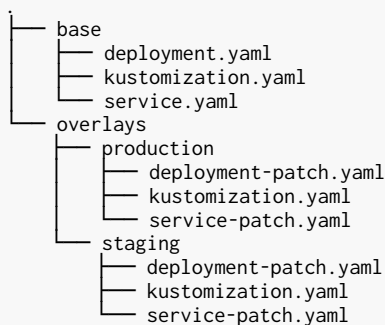 .
├── base
│   ├── deployment.yaml
│   ├── kustomization.yaml
│   └── service.yaml
└── overlays
    ├── production
    │   ├── deployment-patch.yaml
    │   ├── kustomization.yaml
    │   └── service-patch.yaml
    └── staging
        ├── deployment-patch.yaml
        ├── kustomization.yaml
        └── service-patch.yaml